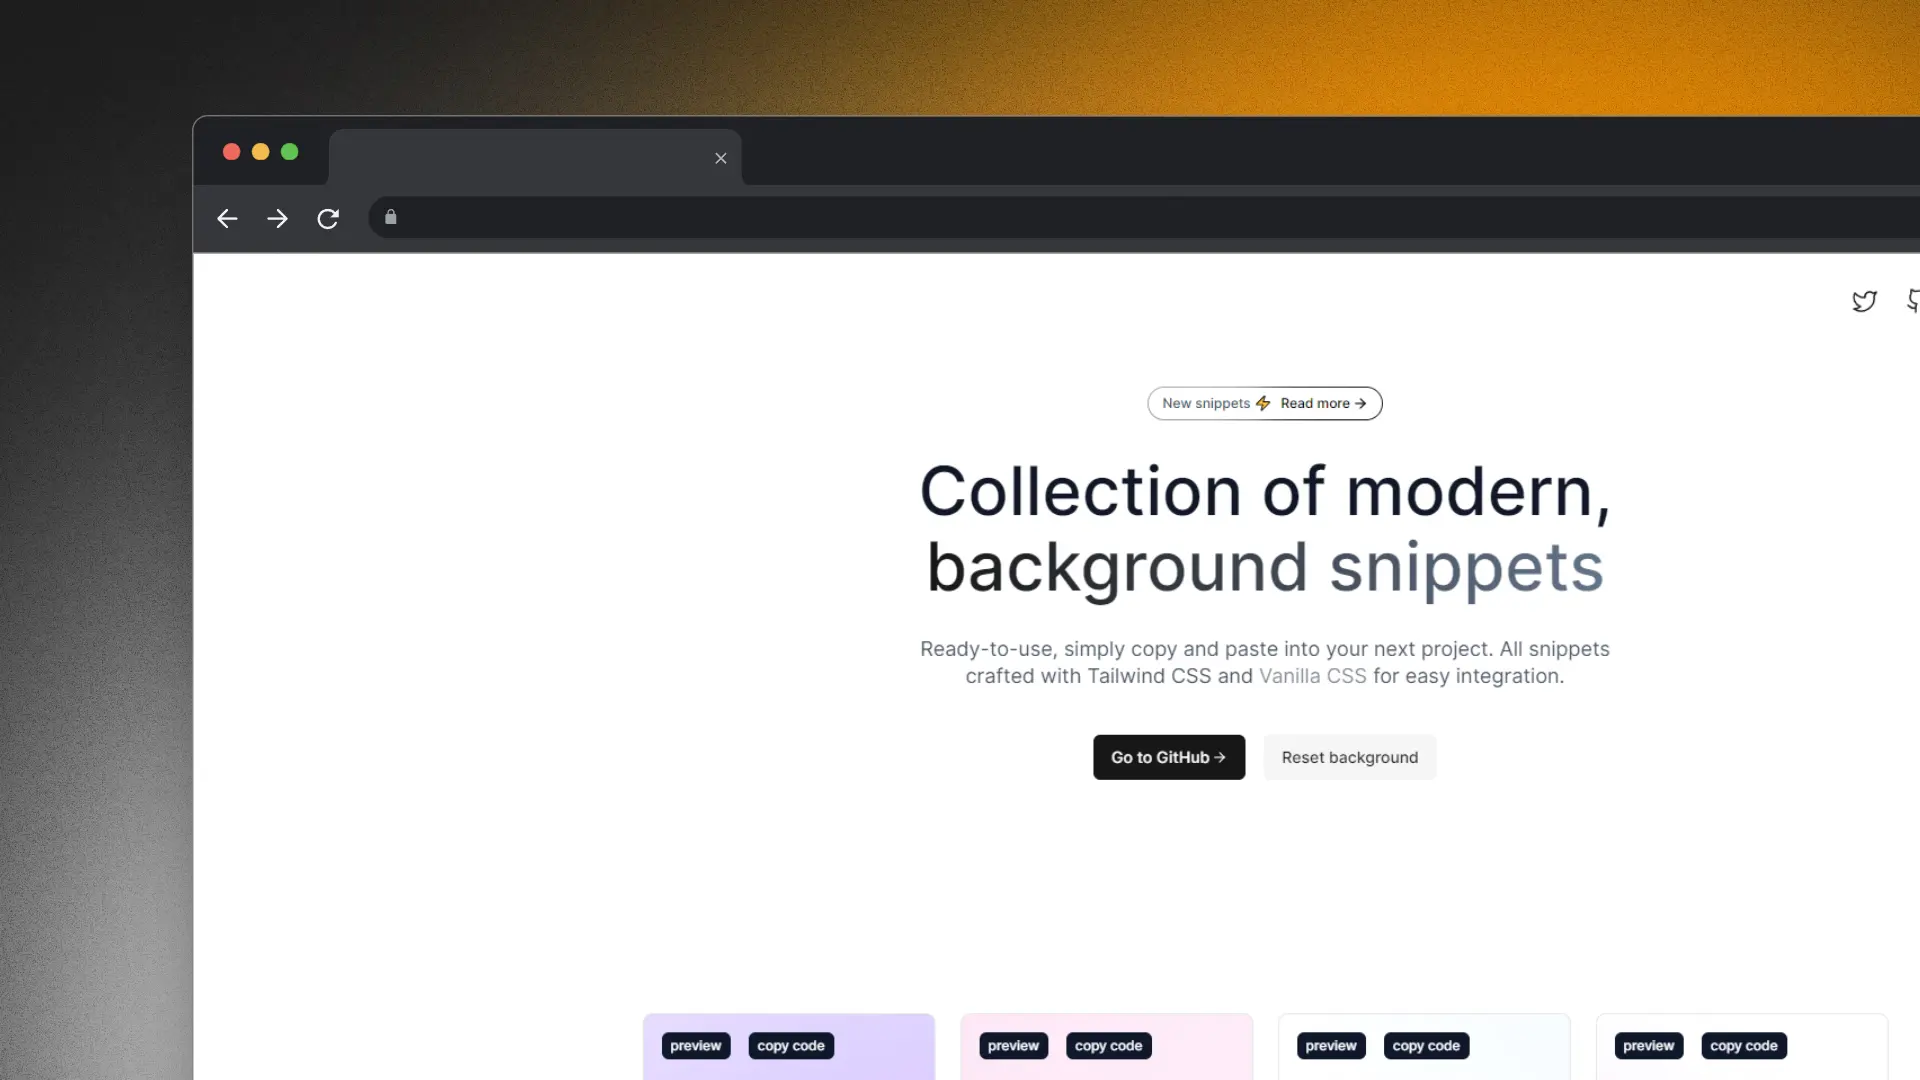 New snippets⚡ Read more →
Collection of modern,
background snippets
Ready-to-use, simply copy and paste into your next project. All snippets
crafted with Tailwind CSS and Vanilla CSS for easy integration.
Go to GitHub →
Reset background
preview copy code
preview copy code
preview copy code
preview copy code